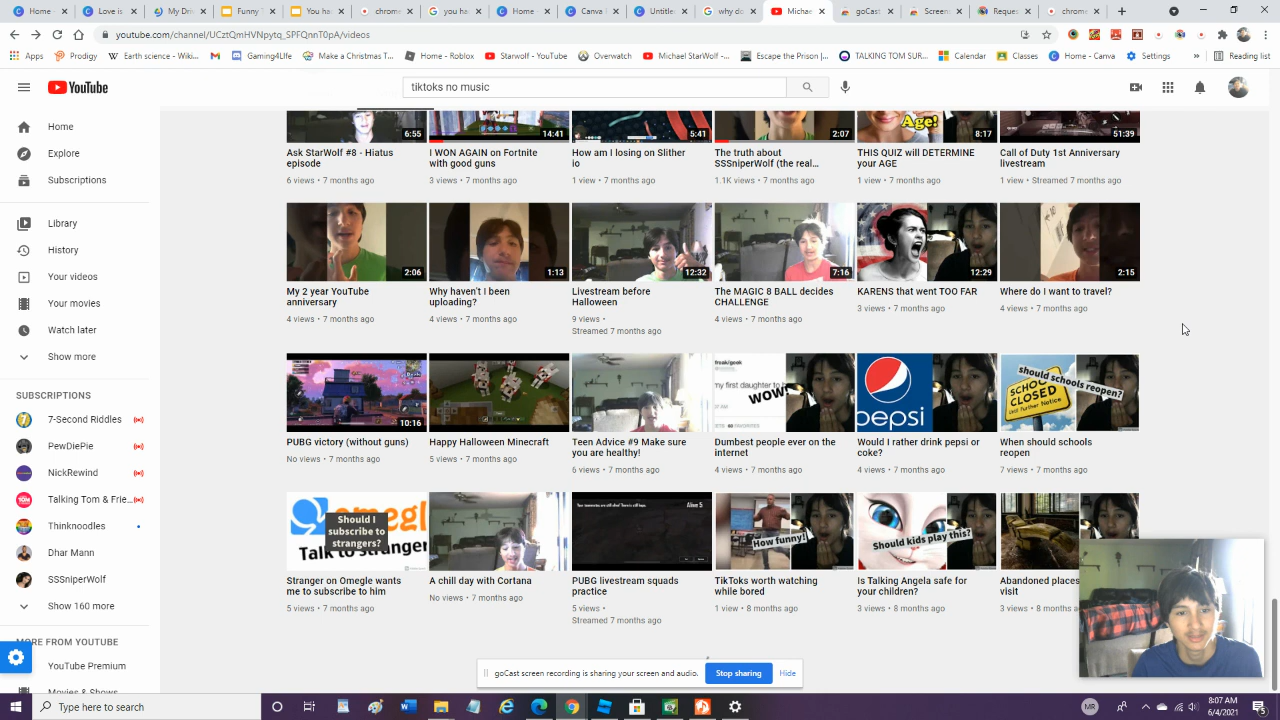 Love is
My Dri
Funny
You ha
chrome
you ha
Home
Canva
Untitle
why do
Michae
goCast
Screen
Reque
chrome
youtube.com/channel/UCztQmHVNpytq_SPFQnnT0pA/videos
Apps
Prodigy
Earth science - Wiki...
Gaming4life
Home - Roblox
Starwolf - YouTube
Overwatch
Michael StarWolf -...
Escape the Prison |...
TALKING TOM SUR...
Calendar
Classes
Home - Canva
Settings
Reading list
YouTube
tiktoks no music
Home
Explore
Subscriptions
Library
History
Your videos
Your movies
Watch later
Show more
SUBSCRIPTIONS
7-Second Riddles
PewDiePie
NickRewind
Talking Tom & Frie...
Thinknoodles
Dhar Mann
SSSniperWolf
Show 160 more
MORE FROM YOUTUBE
YouTube Premium
Movies & Shows
6:55
14:41
5:41
2:07
Age!
8:17
51:39
Ask StarWolf #8 - Hiatus
episode
6 views • 7 months ago
I WON AGAIN on Fortnite
with good guns
3 views • 7 months ago
How am I losing on Slither
io
1 view • 7 months ago
The truth about
SSSniperWolf (the real...
1.1K views • 7 months ago
THIS QUIZ will DETERMINE
your AGE
1 view • 7 months ago
Call of Duty 1st Anniversary
livestream
1 view • Streamed 7 months ago
2:06
1:13
12:32
7:16
12:29
2:15
My 2 year YouTube
anniversary
4 views • 7 months ago
Why haven't I been
uploading?
4 views • 7 months ago
Livestream before
Halloween
9 views •
Streamed 7 months ago
The MAGIC 8 BALL decides
CHALLENGE
4 views • 7 months ago
KARENS that went TOO FAR
3 views • 7 months ago
Where do I want to travel?
4 views • 7 months ago
10:16
freak/geek
my first daughter to
WOW!
pepsi
should schools reopen?
SCHOOL
CLOSED
Until Further Notice
PUBG victory (without guns)
No views • 7 months ago
Happy Halloween Minecraft
5 views • 7 months ago
Teen Advice #9 Make sure
you are healthy!
6 views • 7 months ago
Dumbest people ever on the
internet
4 views • 7 months ago
Would I rather drink pepsi or
coke?
4 views • 7 months ago
When should schools
reopen
7 views • 7 months ago
omegle
Should I
subscribe to
strangers?
Talk to stranger
Alive 5
How funny!
Should kids play this?
Stranger on Omegle wants
me to subscribe to him
5 views • 7 months ago
A chill day with Cortana
No views • 7 months ago
PUBG livestream squads
practice
5 views •
Streamed 7 months ago
TikToks worth watching
while bored
1 view • 8 months ago
Is Talking Angela safe for
your children?
3 views • 8 months ago
Abandoned places
visit
3 views • 8 months
goCast screen recording is sharing your screen and audio.
Stop sharing
Hide
Type here to search
MR
8:07 AM
6/4/2021